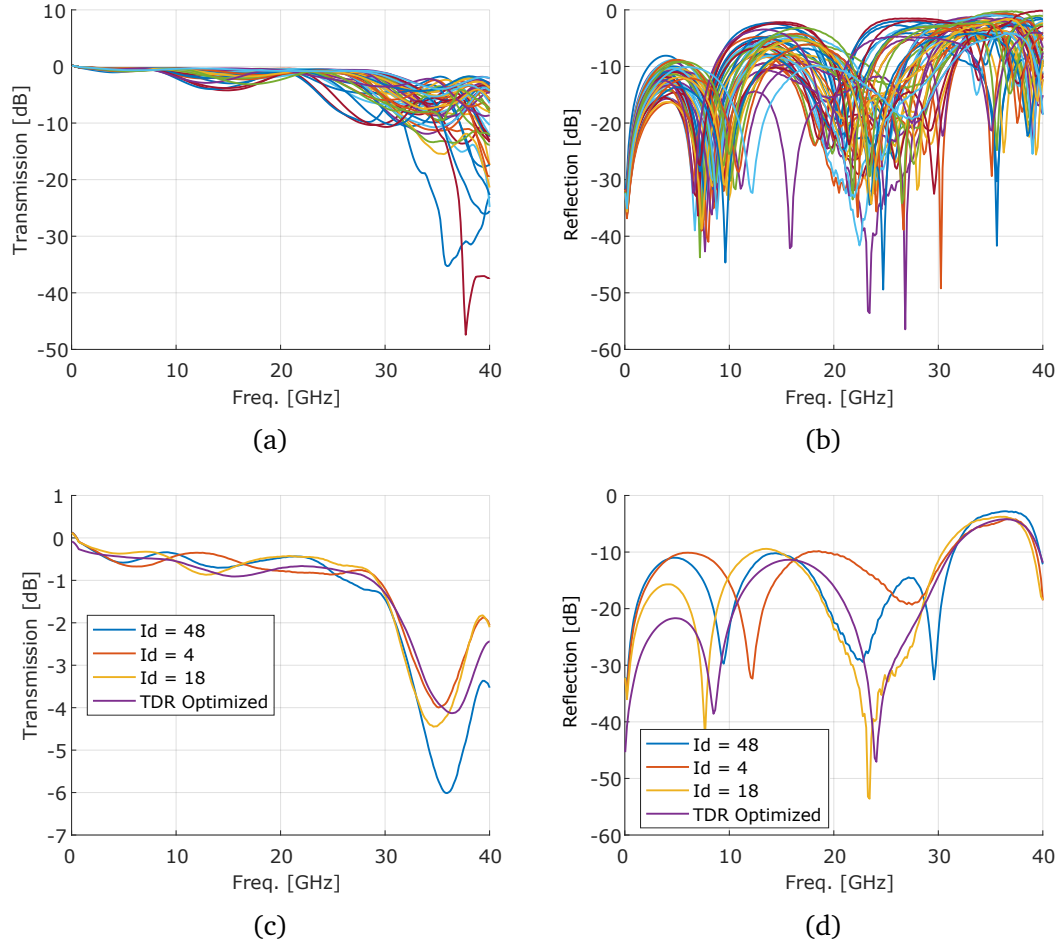 10
0
-10
-20
-30
-40
-50
0 10 20 30 40
Transmission [dB]
Freq. [GHz]
(a)
0
-10
-20
-30
-40
-50
-60
0 10 20 30 40
Reflection [dB]
Freq. [GHz]
(b)
1
0
-1
-2
-3
-4
-5
-6
-7
0 10 20 30 40
Transmission [dB]
Freq. [GHz]
Id = 48
Id = 4
Id = 18
TDR Optimized
(c)
0
-10
-20
-30
-40
-50
-60
0 10 20 30 40
Reflection [dB]
Freq. [GHz]
Id = 48
Id = 4
Id = 18
TDR Optimized
(d)